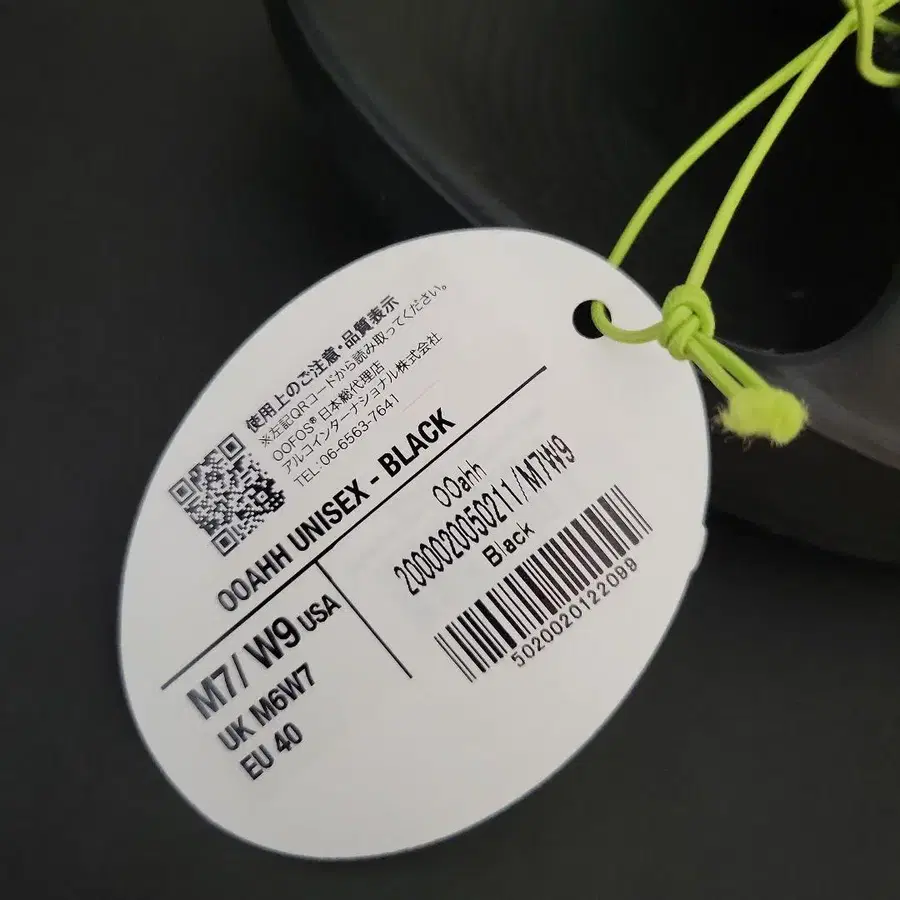 使用上のご注意・品質表示
※左記QRコードから読み取ってください。
OOFOS® 日本総代理店
アルコインターナショナル株式会社
TEL:06-6563-7641
OOAHH UNISEX - BLACK
M7/ W9 USA
UK M6W7
EU 40
OOahh
2000020050211/M7W9
Black
5020020122099